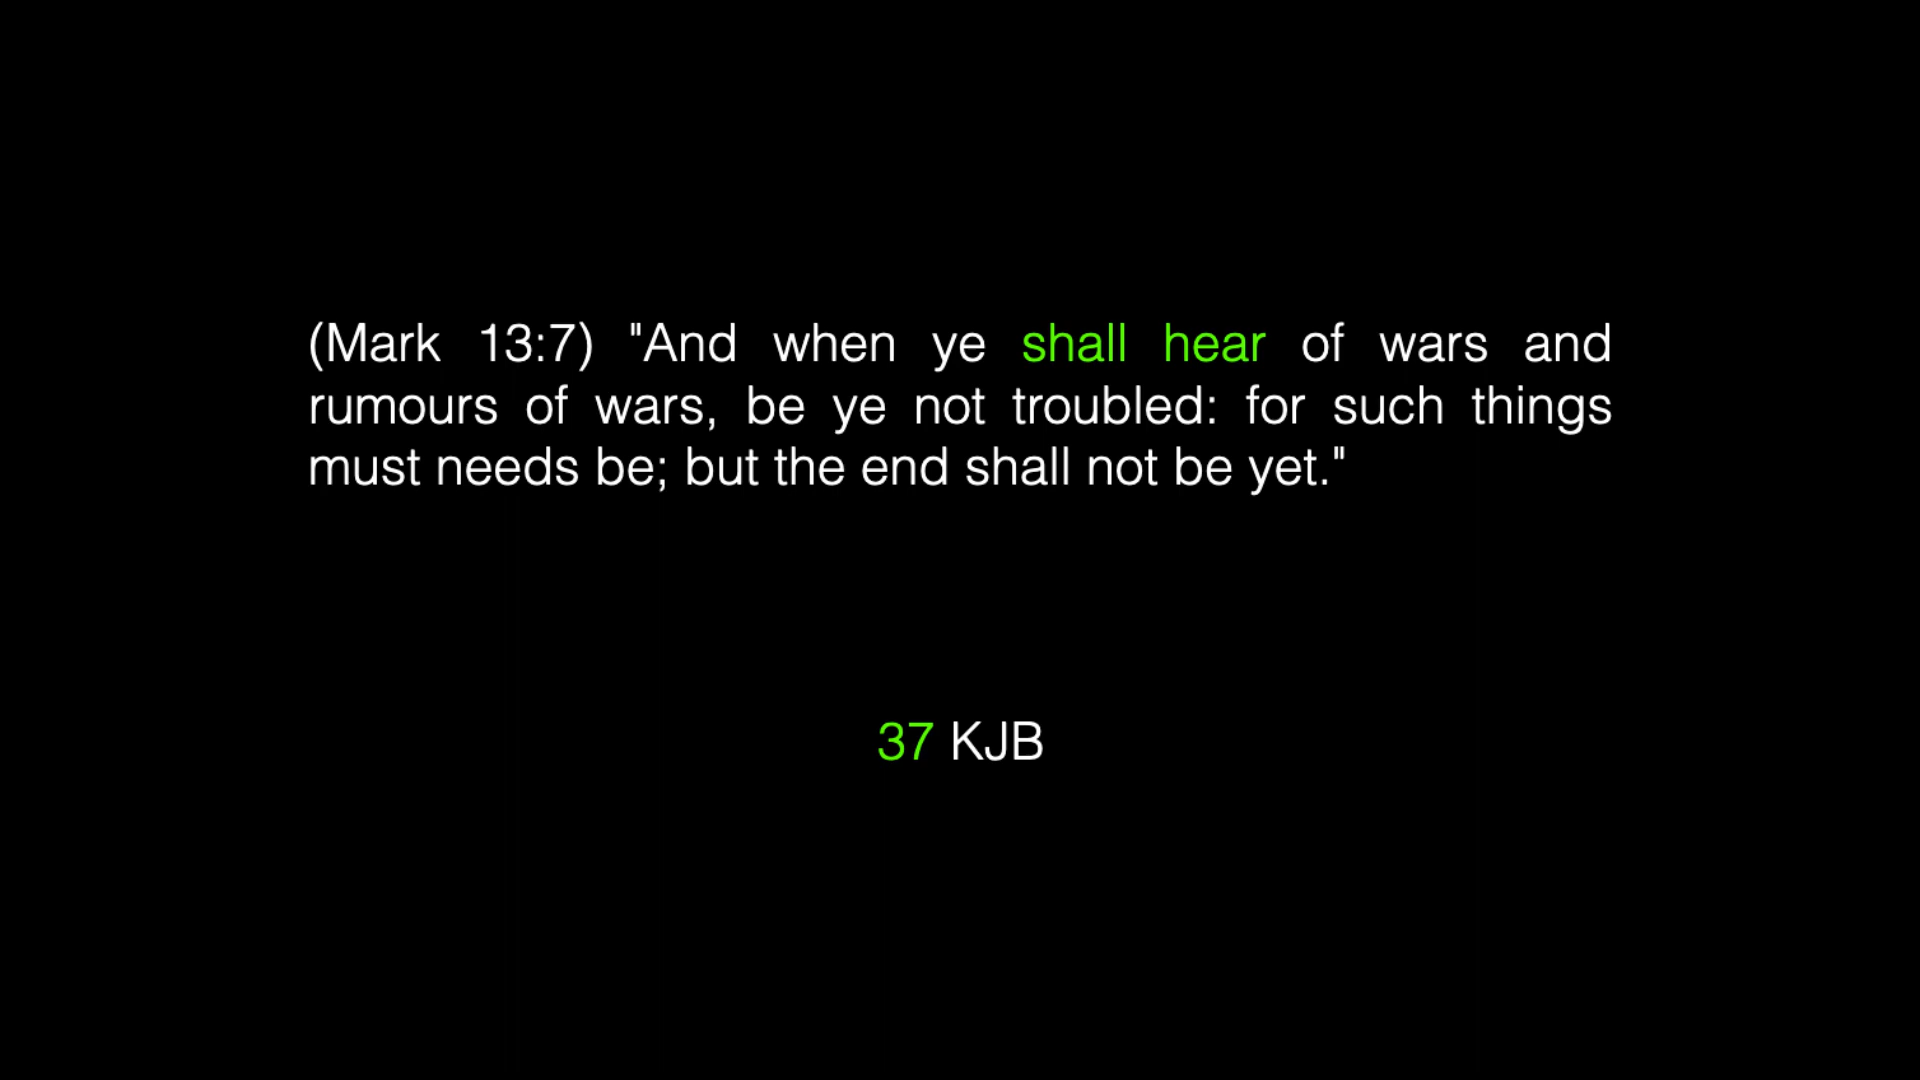 (Mark 13:7) "And when ye shall hear of wars and
rumours of wars, be ye not troubled: for such things
must needs be; but the end shall not be yet."
37 KJB